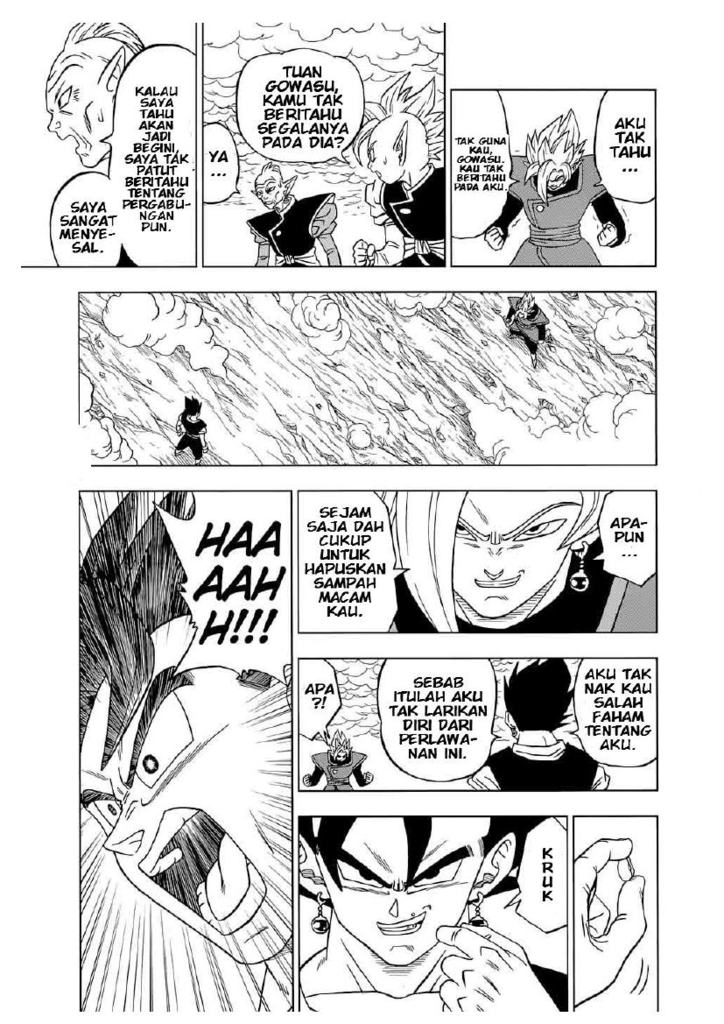 AKU
TAK
TAHU
...
TAK GUNA
KAU,
GOWASU.
KAU TAK
BERITAHU
PADA AKU.
TUAN
GOWASU,
KAMU TAK
BERITAHU
SEGALANYA
PADA DIA?
YA
...
KALAU
SAYA
TAHU
AKAN
JADI
BEGINI,
SAYA TAK
PATUT
BERITAHU
TENTANG
PERGABU-
NGAN
PUN.
SAYA
SANGAT
MENYE-
SAL.
APA-
PUN
...
SEJAM
SAJA DAH
CUKUP
UNTUK
HAPUSKAN
SAMPAH
MACAM
KAU.
AKU TAK
NAK KAU
SALAH
FAHAM
TENTANG
AKU.
SEBAB
ITULAH AKU
TAK LARIKAN
DIRI DARI
PERLAWA-
NAN INI.
APA
?!
KRUK
HAA
AAH
H!!!